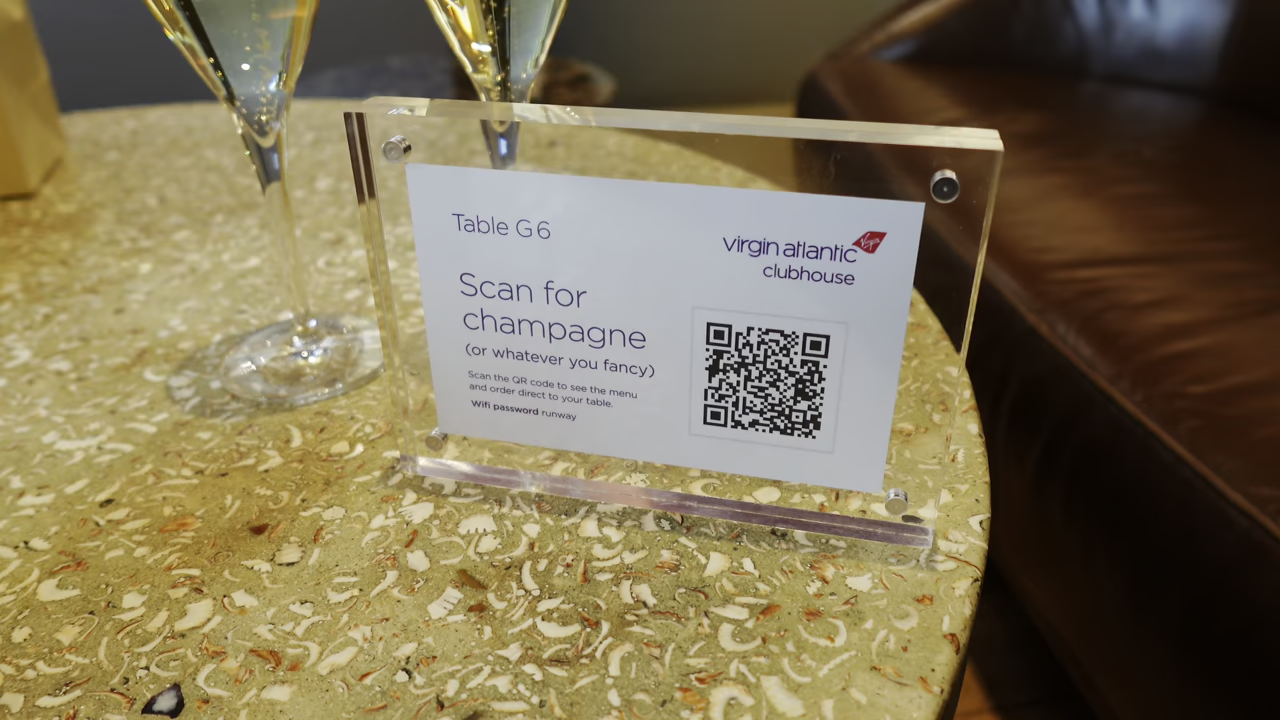 Table G6
virgin atlantic
Virgin
clubhouse
Scan for
champagne
(or whatever you fancy)
Scan the QR code to see the menu
and order direct to your table.
Wifi password runway